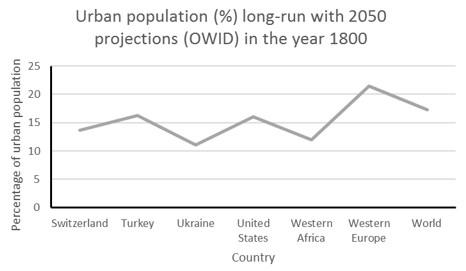 Urban population (%) long-run with 2050
projections (OWID) in the year 1800
Percentage of urban population
25
20
15
10
5
0
Switzerland Turkey Ukraine United States Western Africa Western Europe World
Country